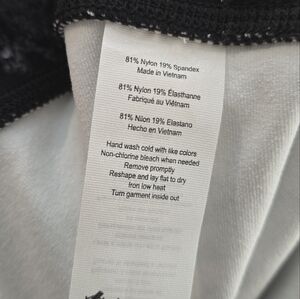 81% Nylon 19% Spandex
Made in Vietnam
81% Nylon 19% Élasthanne
Fabriqué au Viêtnam
81% Nilon 19% Elastano
Hecho en Vietnam
Hand wash cold with like colors
Non-chlorine bleach when needed
Remove promptly
Reshape and lay flat to dry
Iron low heat
Turn garment inside out